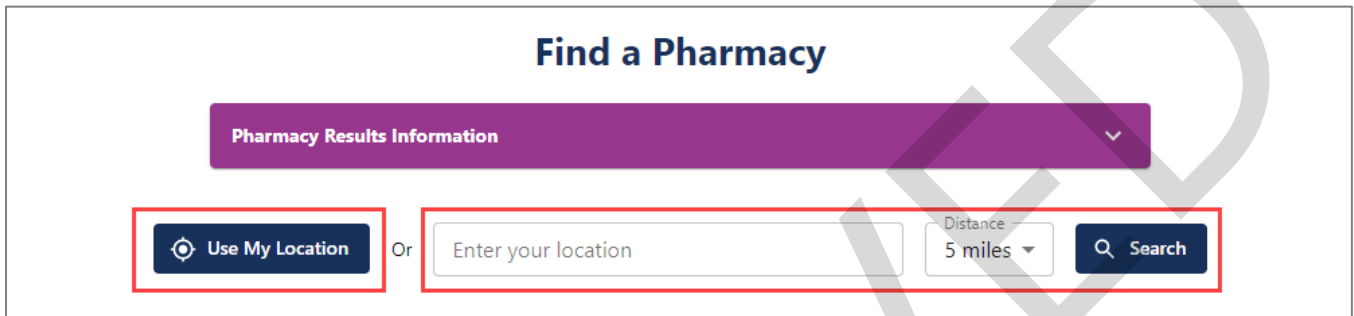 Find a Pharmacy
Pharmacy Results Information
Use My Location Or Enter your location Distance 5 miles Search